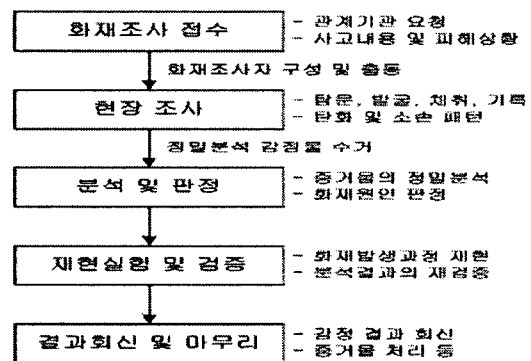 화재조사 접수
- 관계기관 요청
- 사고내용 및 피해상황
화재조사자 구성 및 출동
현장 조사
- 탐문, 발굴, 채취, 기록
- 탄화 및 소손 패턴
정밀분석 감정물 수거
분석 및 판정
- 증거물의 정밀분석
- 화재원인 판정
재현실험 및 검증
- 화재발생과정 재현
- 분석결과의 재검증
결과회신 및 마무리
- 감정 결과 회신
- 증거물 처리 등